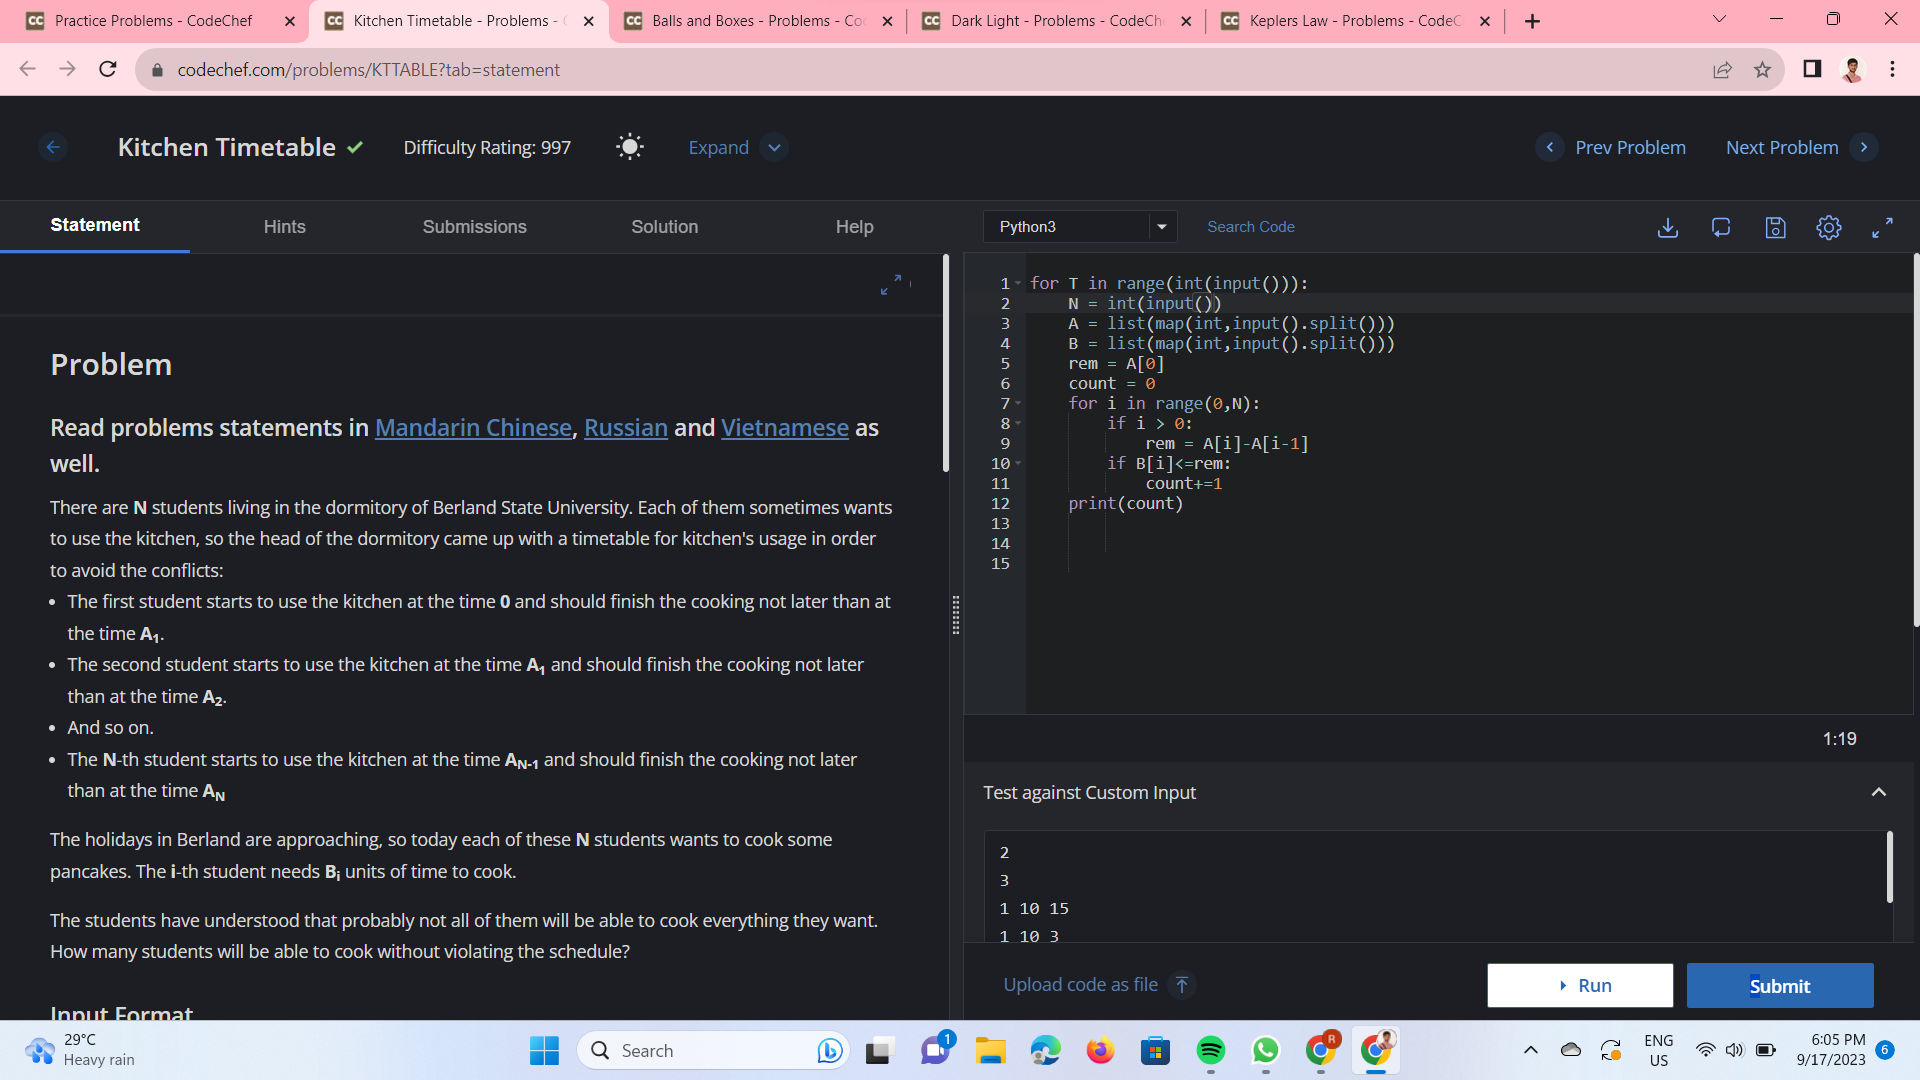 Practice Problems - CodeChef
Kitchen Timetable - Problems -
Balls and Boxes - Problems - Co
Dark Light - Problems - CodeChe
Keplers Law - Problems - CodeC
codechef.com/problems/KTTABLE?tab=statement
Kitchen Timetable
Difficulty Rating: 997
Expand
Prev Problem
Next Problem
Statement
Hints
Submissions
Solution
Help
Problem
Read problems statements in Mandarin Chinese, Russian and Vietnamese as
well.
There are N students living in the dormitory of Berland State University. Each of them sometimes wants
to use the kitchen, so the head of the dormitory came up with a timetable for kitchen's usage in order
to avoid the conflicts:
• The first student starts to use the kitchen at the time 0 and should finish the cooking not later than at
the time A1.
• The second student starts to use the kitchen at the time A1 and should finish the cooking not later
than at the time A2.
• And so on.
• The N-th student starts to use the kitchen at the time AN-1 and should finish the cooking not later
than at the time AN
The holidays in Berland are approaching, so today each of these N students wants to cook some
pancakes. The i-th student needs Bi units of time to cook.
The students have understood that probably not all of them will be able to cook everything they want.
How many students will be able to cook without violating the schedule?
Input Format
Python3
Search Code
1 for T in range(int(input())):
2     N = int(input())
3     A = list(map(int,input().split()))
4     B = list(map(int,input().split()))
5     rem = A[0]
6     count = 0
7     for i in range(0,N):
8         if i > 0:
9             rem = A[i]-A[i-1]
10         if B[i]<=rem:
11             count+=1
12     print(count)
13
14
15
1:19
Test against Custom Input
2
3
1 10 15
1 10 3
Upload code as file
Run
Submit
29°C
Heavy rain
Search
1
R
ENG
US
6:05 PM
9/17/2023
6